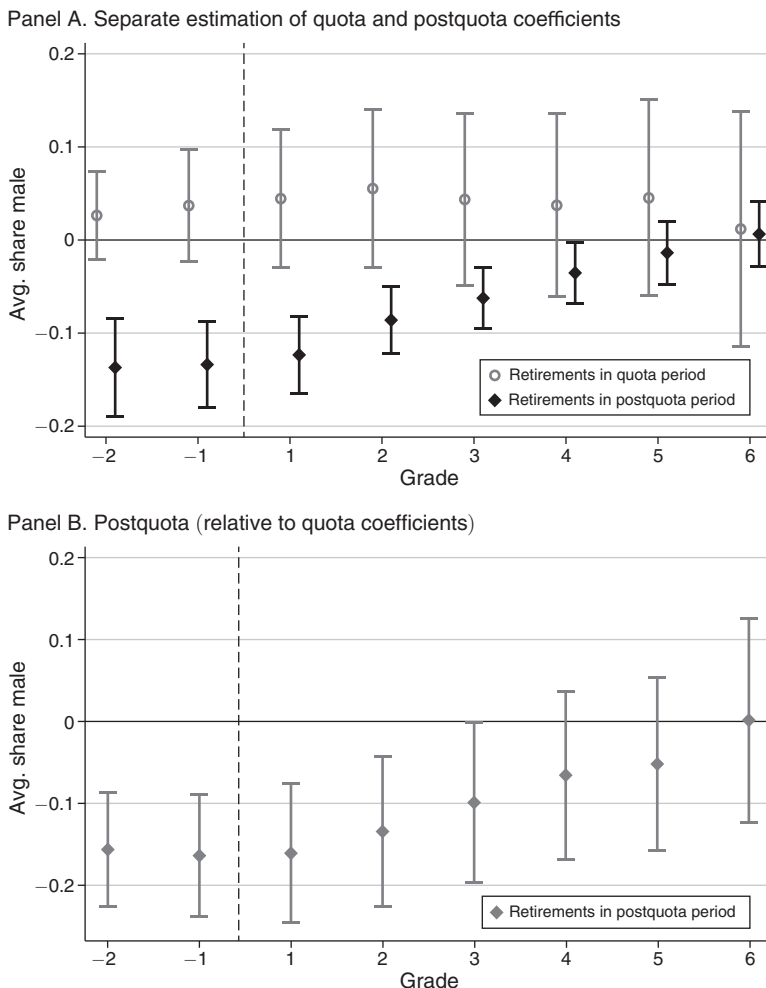 Panel A. Separate estimation of quota and postquota coefficients
0.2
0.1
0
−0.1
−0.2
Avg. share male
Retirements in quota period
Retirements in postquota period
−2 −1 1 2 3 4 5 6
Grade
Panel B. Postquota (relative to quota coefficients)
0.2
0.1
0
−0.1
−0.2
Avg. share male
Retirements in postquota period
−2 −1 1 2 3 4 5 6
Grade